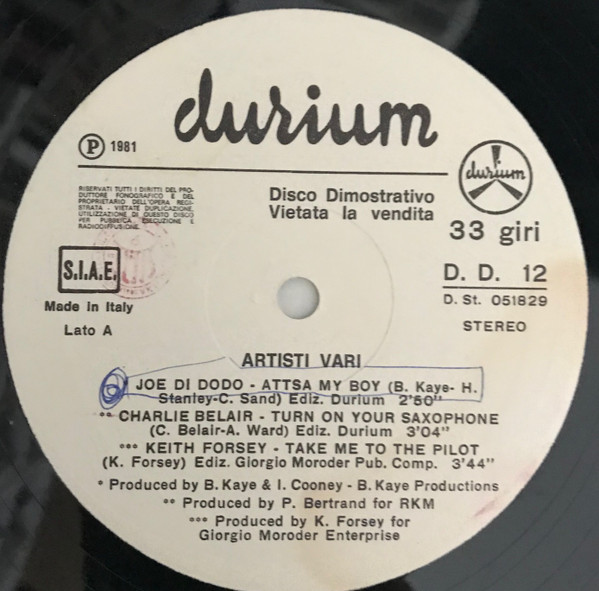 durium
℗ 1981
RISERVATI TUTTI I DIRITTI DEL PRO-
DUTTORE FONOGRAFICO E DEL
PROPRIETARIO DELL'OPERA REGI-
STRATA - VIETATE DUPLICAZIONE,
UTILIZZAZIONE DI QUESTO DISCO
PER PUBBLICA ESECUZIONE E
RADIODIFFUSIONE.
Disco Dimostrativo
Vietata la vendita
durium
33 giri
S.I.A.E.
Made in Italy
Lato A
D. D. 12
D. St. 051829
STEREO
ARTISTI VARI
JOE DI DODO - ATTSA MY BOY (B. Kaye- H.
Stanley-C. Sand) Ediz. Durium 2'50"
** CHARLIE BELAIR - TURN ON YOUR SAXOPHONE
(C. Belair-A. Ward) Ediz. Durium 3'04"
*** KEITH FORSEY - TAKE ME TO THE PILOT
(K. Forsey) Ediz. Giorgio Moroder Pub. Comp. 3'44"
* Produced by B. Kaye & I. Cooney - B. Kaye Productions
** Produced by P. Bertrand for RKM
*** Produced by K. Forsey for
Giorgio Moroder Enterprise